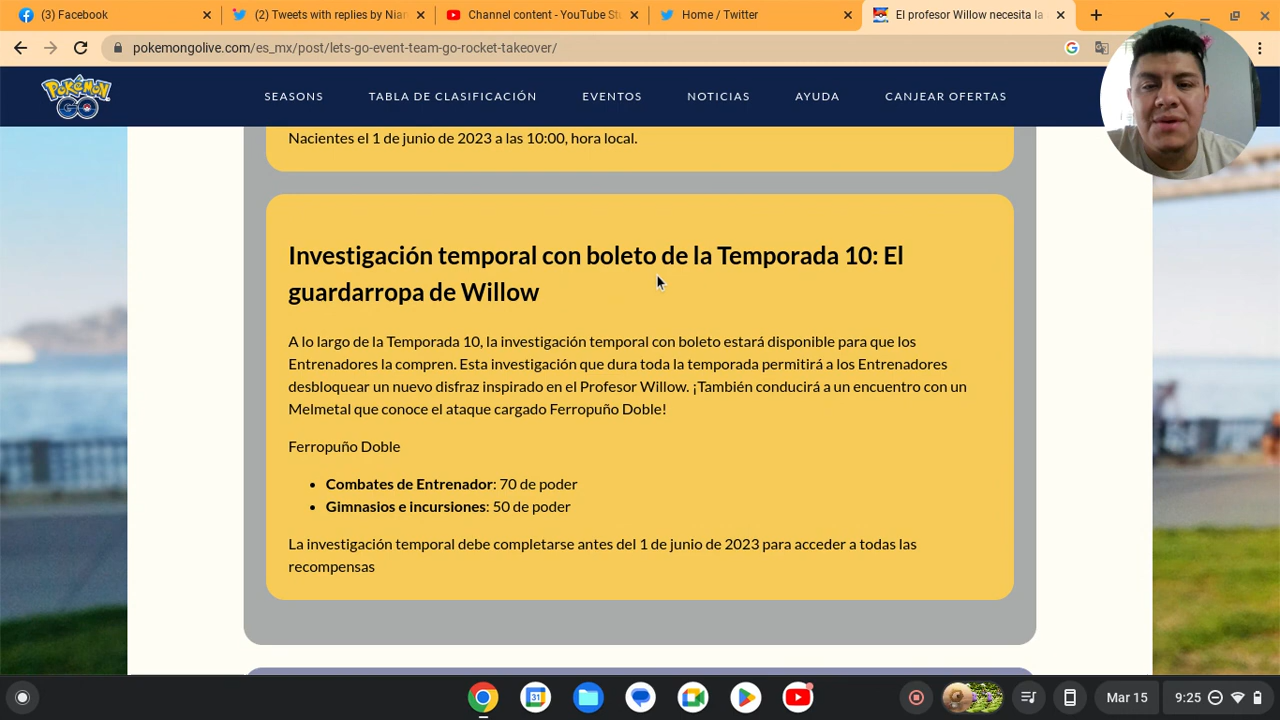 (3) Facebook
(2) Tweets with replies by Nian
Channel content - YouTube St
Home / Twitter
El profesor Willow necesita la
pokemongolive.com/es_mx/post/lets-go-event-team-go-rocket-takeover/
POKÉMON GO
SEASONS
TABLA DE CLASIFICACIÓN
EVENTOS
NOTICIAS
AYUDA
CANJEAR OFERTAS
Nacientes el 1 de junio de 2023 a las 10:00, hora local.
Investigación temporal con boleto de la Temporada 10: El
guardarropa de Willow
A lo largo de la Temporada 10, la investigación temporal con boleto estará disponible para que los
Entrenadores la compren. Esta investigación que dura toda la temporada permitirá a los Entrenadores
desbloquear un nuevo disfraz inspirado en el Profesor Willow. ¡También conducirá a un encuentro con un
Melmetal que conoce el ataque cargado Ferropuño Doble!
Ferropuño Doble
• Combates de Entrenador: 70 de poder
• Gimnasios e incursiones: 50 de poder
La investigación temporal debe completarse antes del 1 de junio de 2023 para acceder a todas las
recompensas
31
Mar 15
9:25